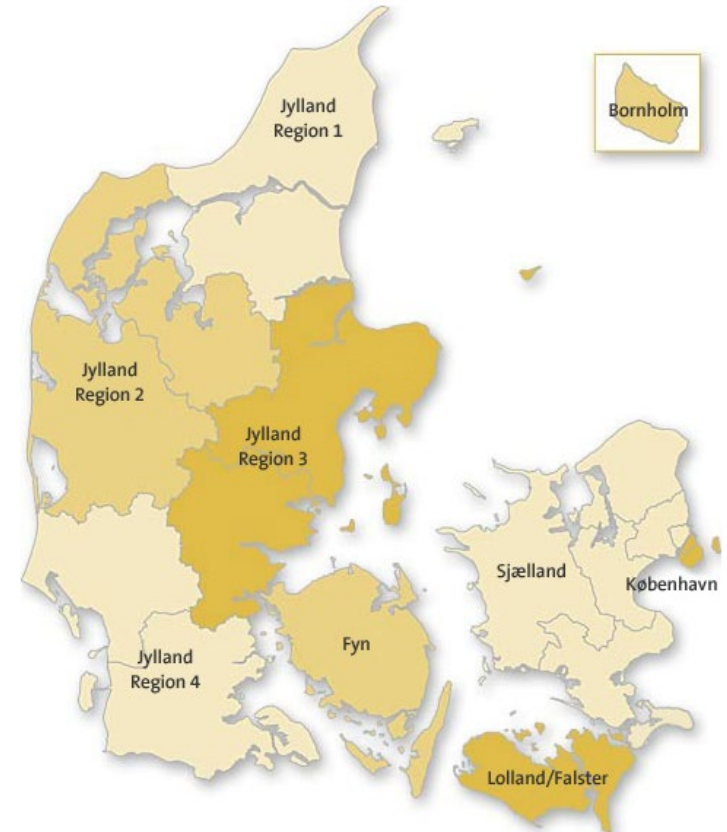 Jylland
Region 1
Bornholm
Jylland
Region 2
Jylland
Region 3
Sjælland
København
Fyn
Jylland
Region 4
Lolland/Falster